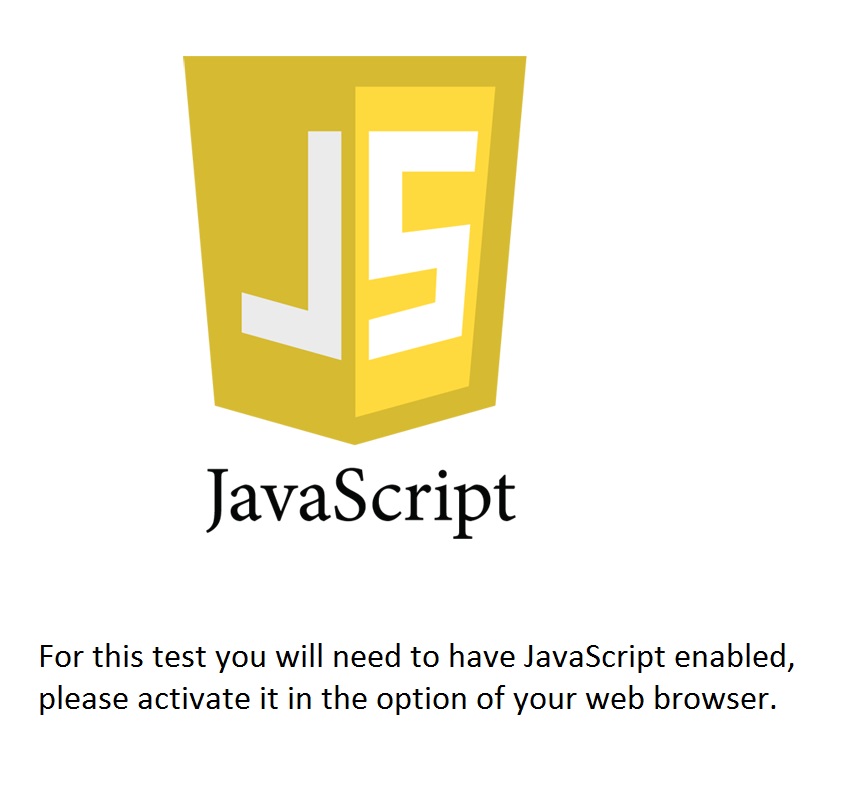 JS
JavaScript
For this test you will need to have JavaScript enabled,
please activate it in the option of your web browser.